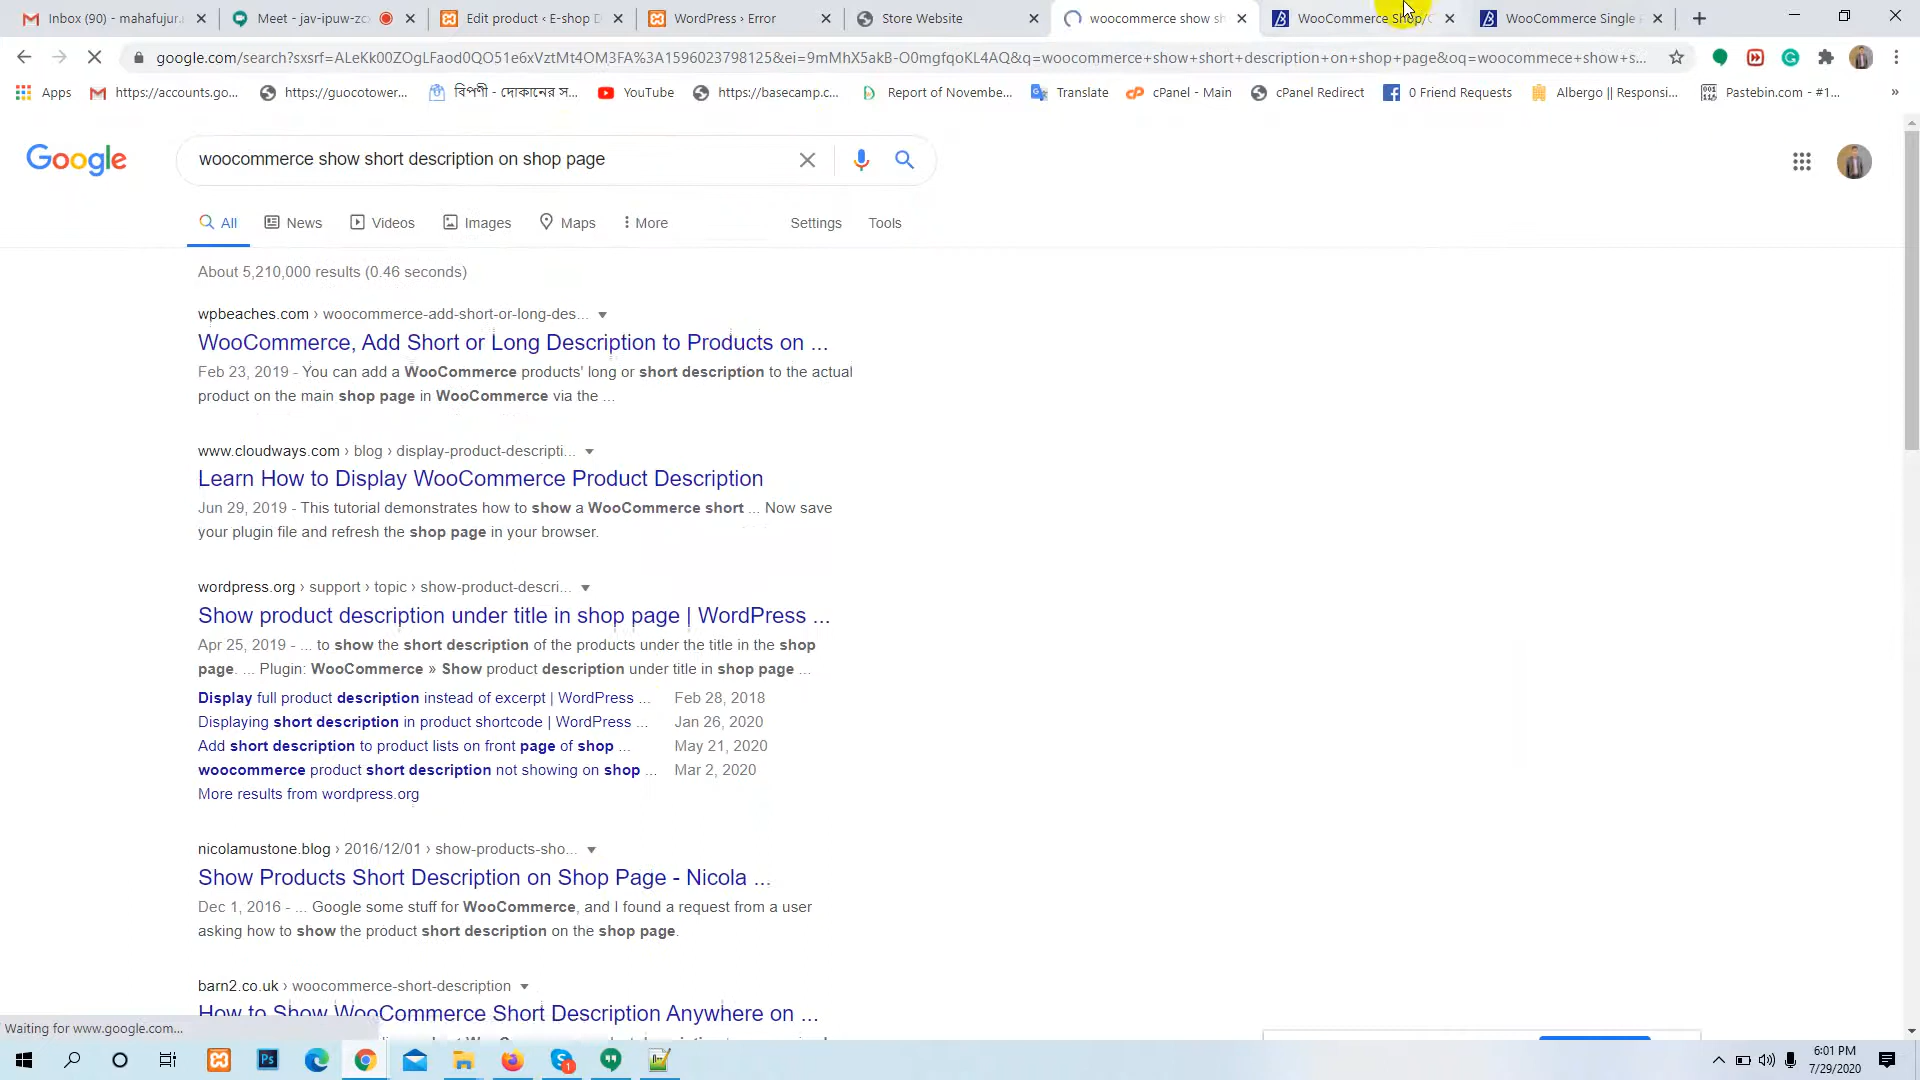 Inbox (90) - mahafujur.
Meet - jav-ipuw-zc
Edit product ‹ E-shop D
WordPress › Error
Store Website
woocommerce show sh
WooCommerce Shop/C
WooCommerce Single
google.com/search?sxsrf=ALeKk00ZOgLFaod0QO51e6xVztMt4OM3FA%3A1596023798125&ei=9mMhX5akB-O0mgfqoKL4AQ&q=woocommerce+show+short+description+on+shop+page&oq=woocommece+show+s...
Apps
https://accounts.go...
https://guocotower...
বিপণী - দোকানের স...
YouTube
https://basecamp.c...
Report of Novembe...
Translate
cPanel - Main
cPanel Redirect
0 Friend Requests
Albergo || Responsi...
Pastebin.com - #1...
»
Google
woocommerce show short description on shop page
All
News
Videos
Images
Maps
More
Settings
Tools
About 5,210,000 results (0.46 seconds)
wpbeaches.com › woocommerce-add-short-or-long-des...
WooCommerce, Add Short or Long Description to Products on ...
Feb 23, 2019 - You can add a WooCommerce products' long or short description to the actual
product on the main shop page in WooCommerce via the ...
www.cloudways.com › blog › display-product-descripti...
Learn How to Display WooCommerce Product Description
Jun 29, 2019 - This tutorial demonstrates how to show a WooCommerce short ... Now save
your plugin file and refresh the shop page in your browser.
wordpress.org › support › topic › show-product-descri...
Show product description under title in shop page | WordPress ...
Apr 25, 2019 - ... to show the short description of the products under the title in the shop
page. ... Plugin: WooCommerce » Show product description under title in shop page ...
Display full product description instead of excerpt | WordPress ... Feb 28, 2018
Displaying short description in product shortcode | WordPress ... Jan 26, 2020
Add short description to product lists on front page of shop ... May 21, 2020
woocommerce product short description not showing on shop ... Mar 2, 2020
More results from wordpress.org
nicolamustone.blog › 2016/12/01 › show-products-sho...
Show Products Short Description on Shop Page - Nicola ...
Dec 1, 2016 - ... Google some stuff for WooCommerce, and I found a request from a user
asking how to show the product short description on the shop page.
barn2.co.uk › woocommerce-short-description
How to Show WooCommerce Short Description Anywhere on ...
Waiting for www.google.com...
6:01 PM
7/29/2020